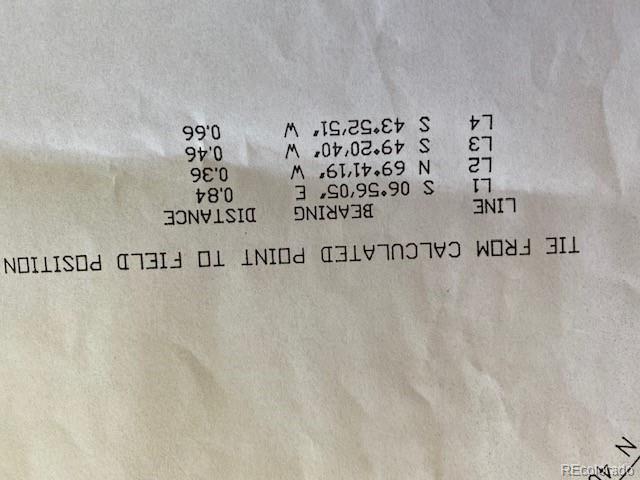 TIE FROM CALCULATED POINT TO FIELD POSITION
LINE BEARING DISTANCE
L1 S 06°56'05" E 0.84
L2 N 69°41'19" W 0.36
L3 S 49°20'40" W 0.46
L4 S 43°52'51" W 0.66
N
REcolorado